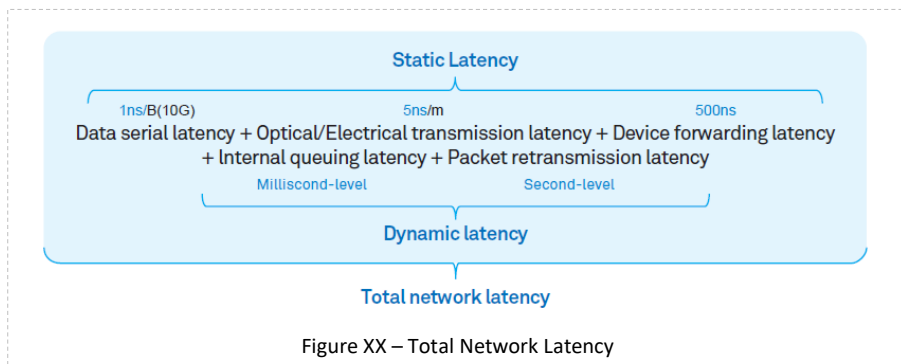 Static Latency
1ns/B(10G) 5ns/m 500ns
Data serial latency + Optical/Electrical transmission latency + Device forwarding latency
+ Internal queuing latency + Packet retransmission latency
Milliscond-level Second-level
Dynamic latency
Total network latency
Figure XX – Total Network Latency